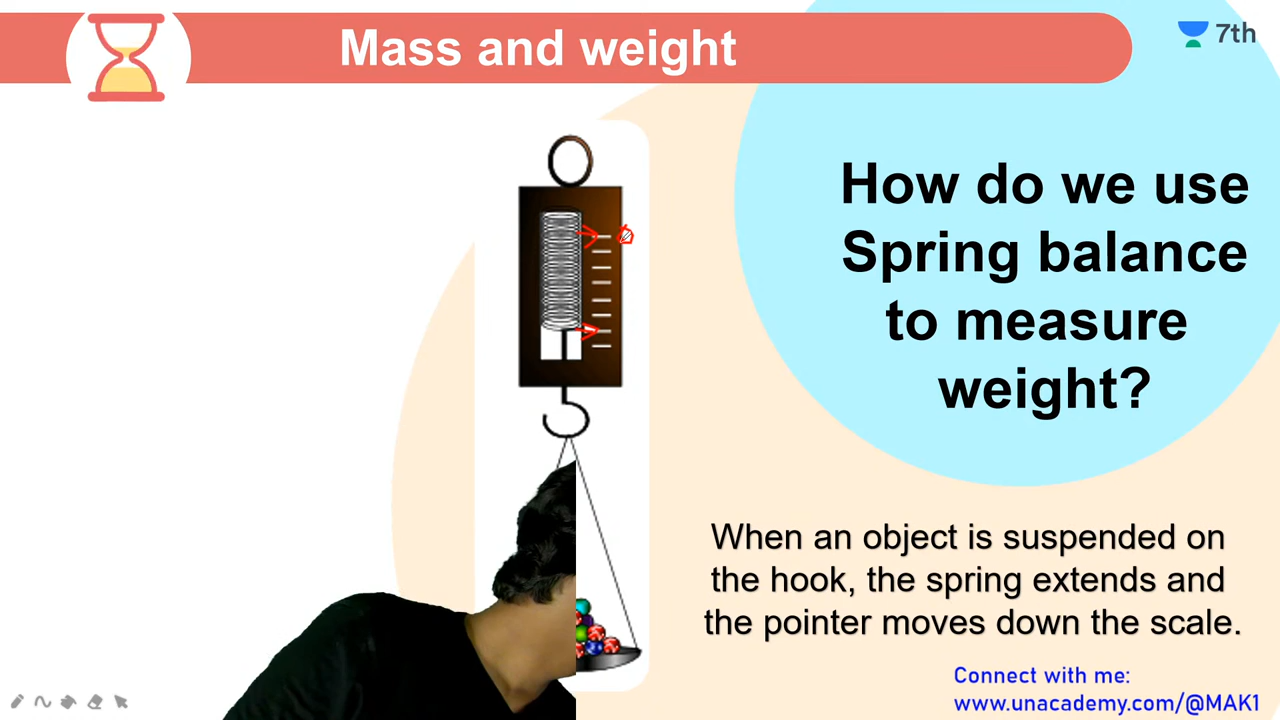 Mass and weight
7th
How do we use
Spring balance
to measure
weight?
When an object is suspended on
the hook, the spring extends and
the pointer moves down the scale.
Connect with me:
www.unacademy.com/@MAK1